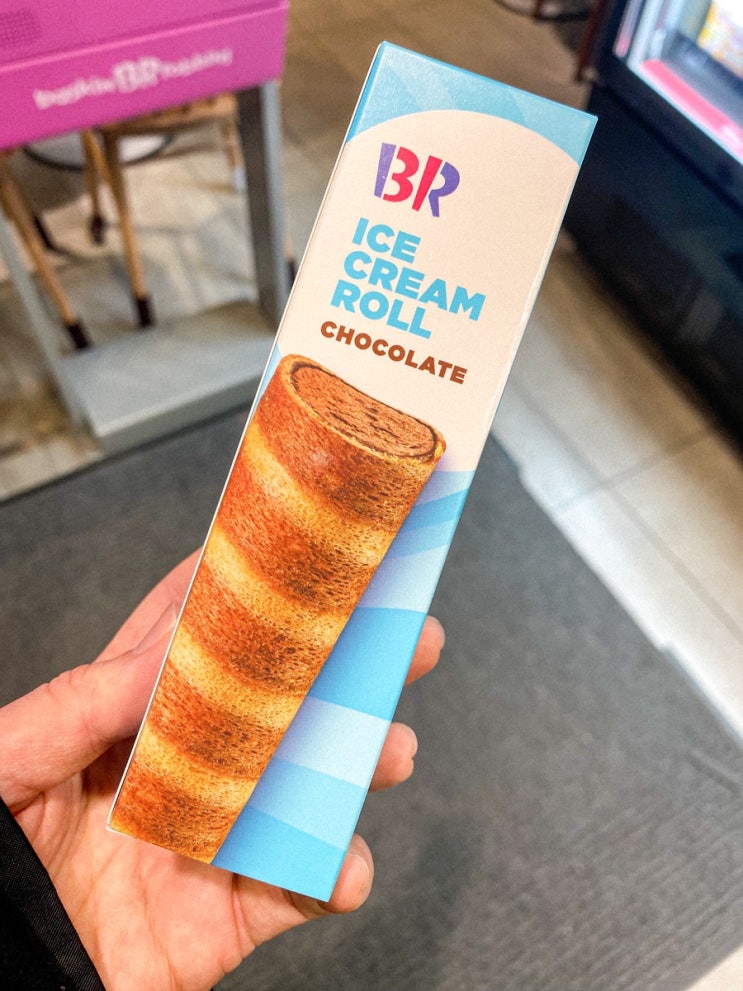 baskin BR robbins
BR
ICE
CREAM
ROLL
CHOCOLATE